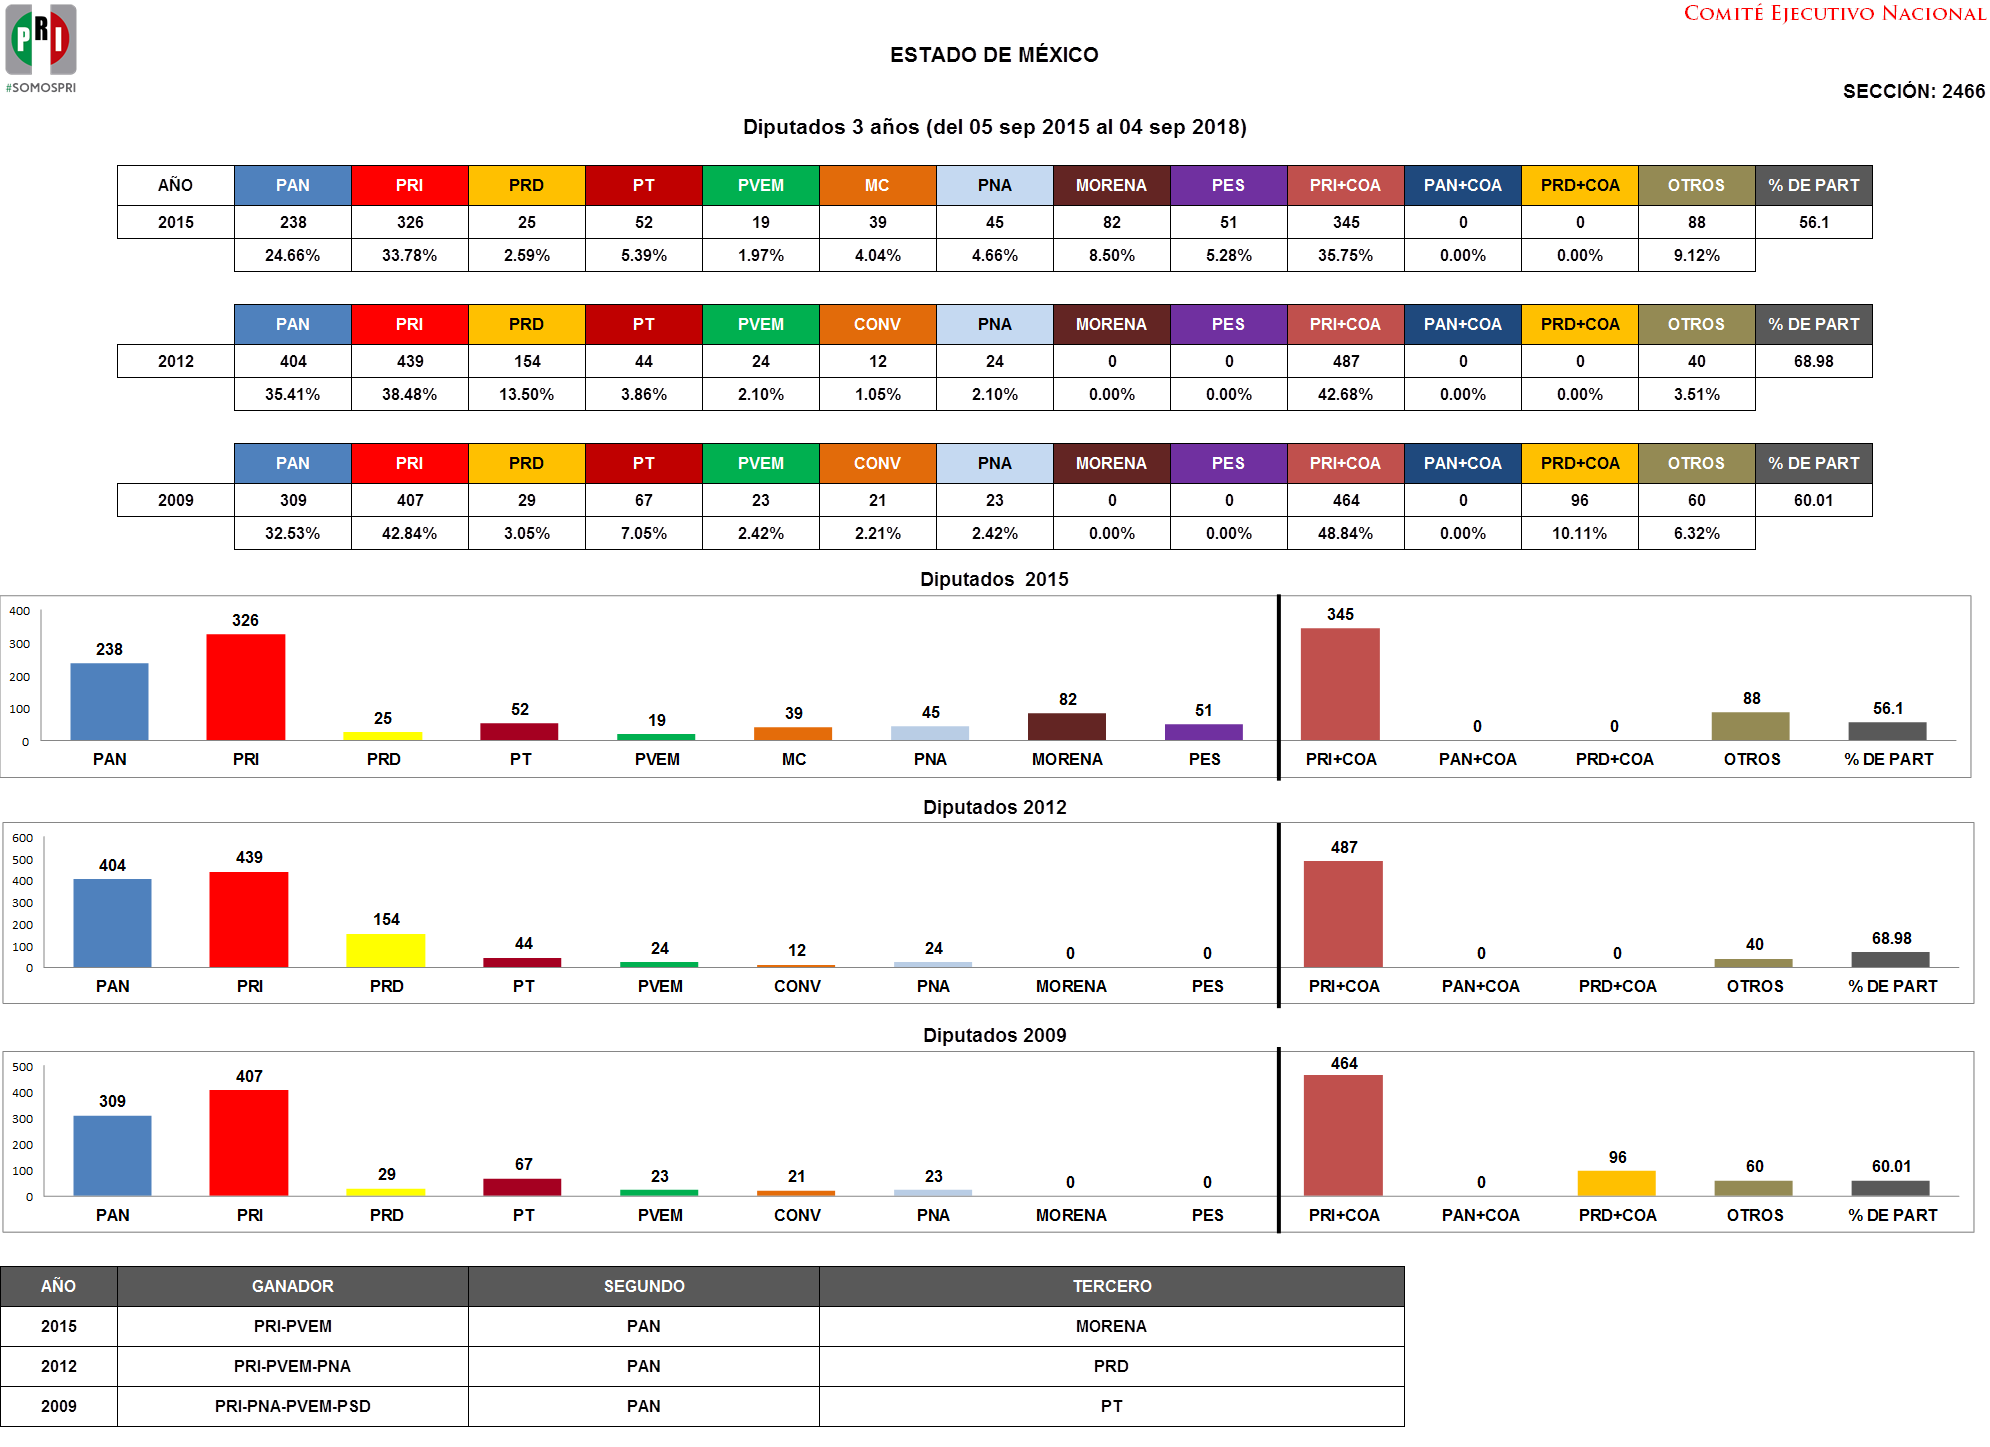 PRI
#SOMOSPRI
COMITÉ EJECUTIVO NACIONAL
ESTADO DE MÉXICO
SECCIÓN: 2466
Diputados 3 años (del 05 sep 2015 al 04 sep 2018)
AÑO PAN PRI PRD PT PVEM MC PNA MORENA PES PRI+COA PAN+COA PRD+COA OTROS % DE PART
2015 238 326 25 52 19 39 45 82 51 345 0 0 88 56.1
24.66% 33.78% 2.59% 5.39% 1.97% 4.04% 4.66% 8.50% 5.28% 35.75% 0.00% 0.00% 9.12%
PAN PRI PRD PT PVEM CONV PNA MORENA PES PRI+COA PAN+COA PRD+COA OTROS % DE PART
2012 404 439 154 44 24 12 24 0 0 487 0 0 40 68.98
35.41% 38.48% 13.50% 3.86% 2.10% 1.05% 2.10% 0.00% 0.00% 42.68% 0.00% 0.00% 3.51%
PAN PRI PRD PT PVEM CONV PNA MORENA PES PRI+COA PAN+COA PRD+COA OTROS % DE PART
2009 309 407 29 67 23 21 23 0 0 464 0 96 60 60.01
32.53% 42.84% 3.05% 7.05% 2.42% 2.21% 2.42% 0.00% 0.00% 48.84% 0.00% 10.11% 6.32%
Diputados 2015
400
300
200
100
0
238 326 25 52 19 39 45 82 51 345 0 0 88 56.1
PAN PRI PRD PT PVEM MC PNA MORENA PES PRI+COA PAN+COA PRD+COA OTROS % DE PART
Diputados 2012
600
500
400
300
200
100
0
404 439 154 44 24 12 24 0 0 487 0 0 40 68.98
PAN PRI PRD PT PVEM CONV PNA MORENA PES PRI+COA PAN+COA PRD+COA OTROS % DE PART
Diputados 2009
500
400
300
200
100
0
309 407 29 67 23 21 23 0 0 464 0 96 60 60.01
PAN PRI PRD PT PVEM CONV PNA MORENA PES PRI+COA PAN+COA PRD+COA OTROS % DE PART
AÑO GANADOR SEGUNDO TERCERO
2015 PRI-PVEM PAN MORENA
2012 PRI-PVEM-PNA PAN PRD
2009 PRI-PNA-PVEM-PSD PAN PT